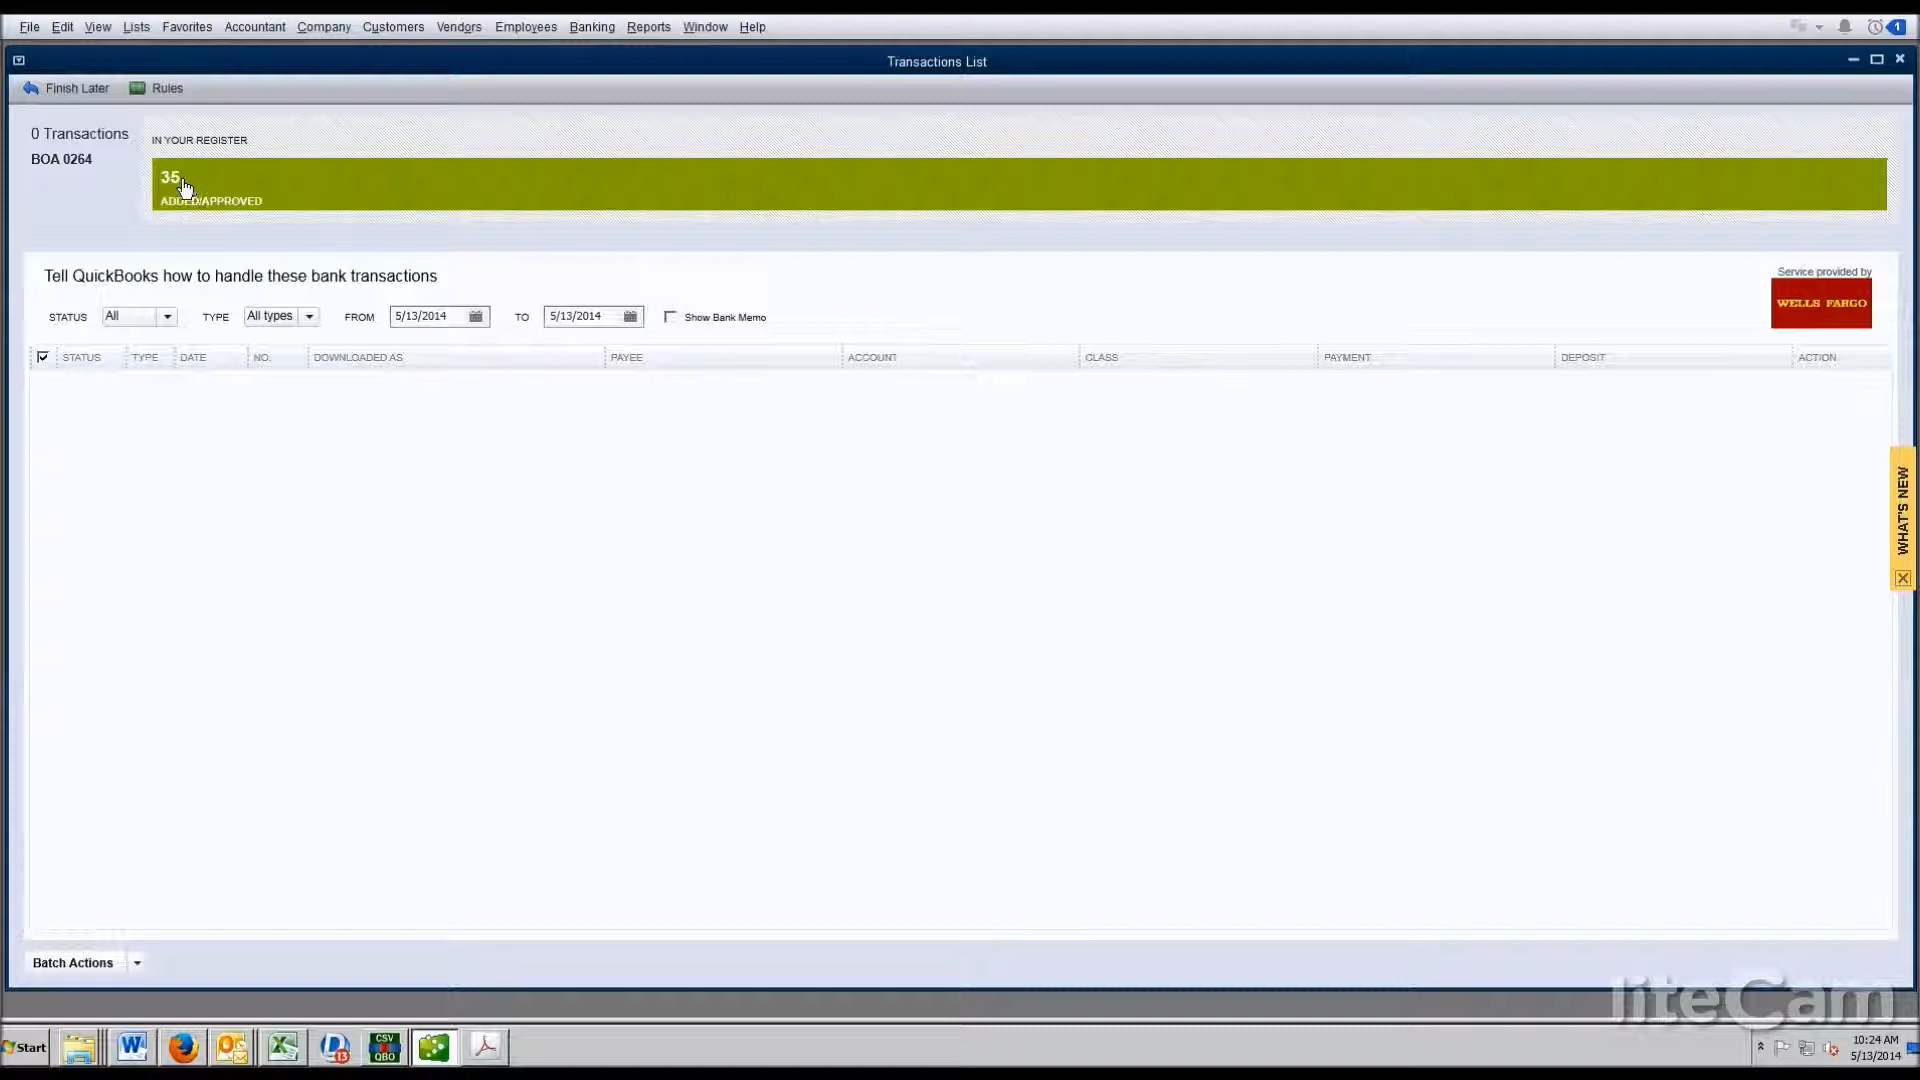 File Edit View Lists Favorites Accountant Company Customers Vendors Employees Banking Reports Window Help
1
Transactions List
Finish Later Rules
0 Transactions
BOA 0264
IN YOUR REGISTER
35
ADDED/APPROVED
Tell QuickBooks how to handle these bank transactions
Service provided by
WELLS FARGO
STATUS All TYPE All types FROM 5/13/2014 TO 5/13/2014 Show Bank Memo
STATUS TYPE DATE NO. DOWNLOADED AS PAYEE ACCOUNT CLASS PAYMENT DEPOSIT ACTION
WHAT'S NEW
Batch Actions
liteCam
Start
CSV
QBO
13
10:24 AM
5/13/2014